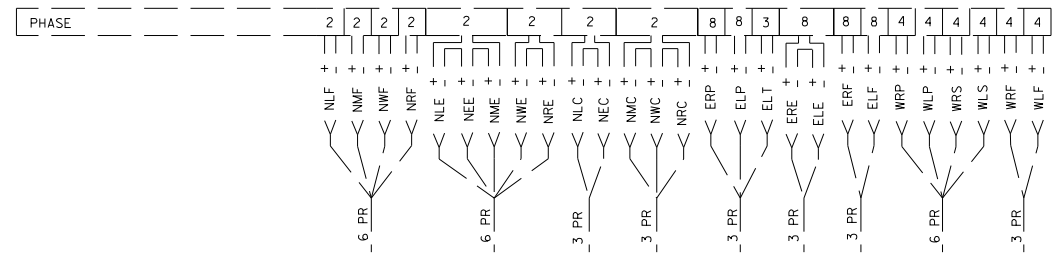 PHASE 2 2 2 2 2 2 2 2 8 8 3 8 8 8 4 4 4 4 4 4
+ - + - + - + - + - + - + - + - + - + - + - + - + - + - + - + - + - + - + - + - + - + - + - + - + - + - + - + - + -
NLF NMF NWF NRF NLE NEE NME NWE NRE NLC NEC NMC NWC NRC ERP ELP ELT ERE ELE ERF ELF WRP WLP WRS WLS WRF WLF
6 PR 6 PR 3 PR 3 PR 3 PR 3 PR 3 PR 6 PR 3 PR